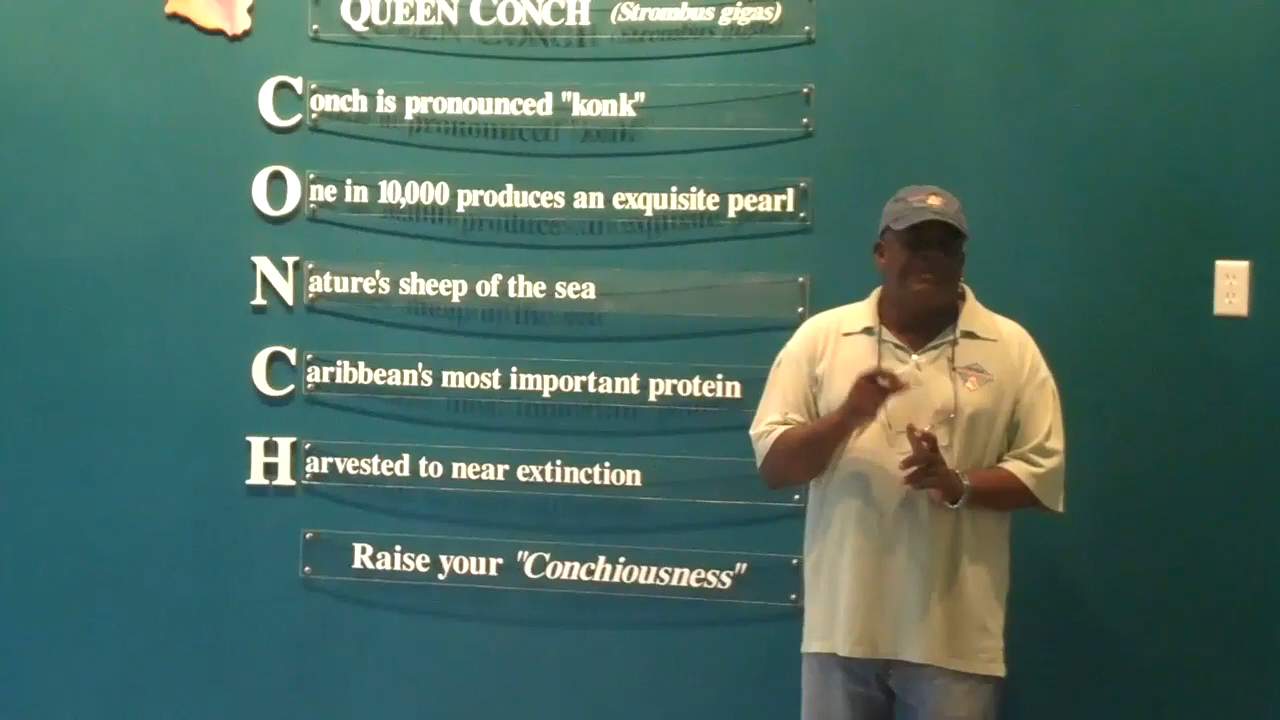 QUEEN CONCH (Strombus gigas)
Conch is pronounced "konk"
One in 10,000 produces an exquisite pearl
Nature's sheep of the sea
Caribbean's most important protein
Harvested to near extinction
Raise your "Conchiousness"